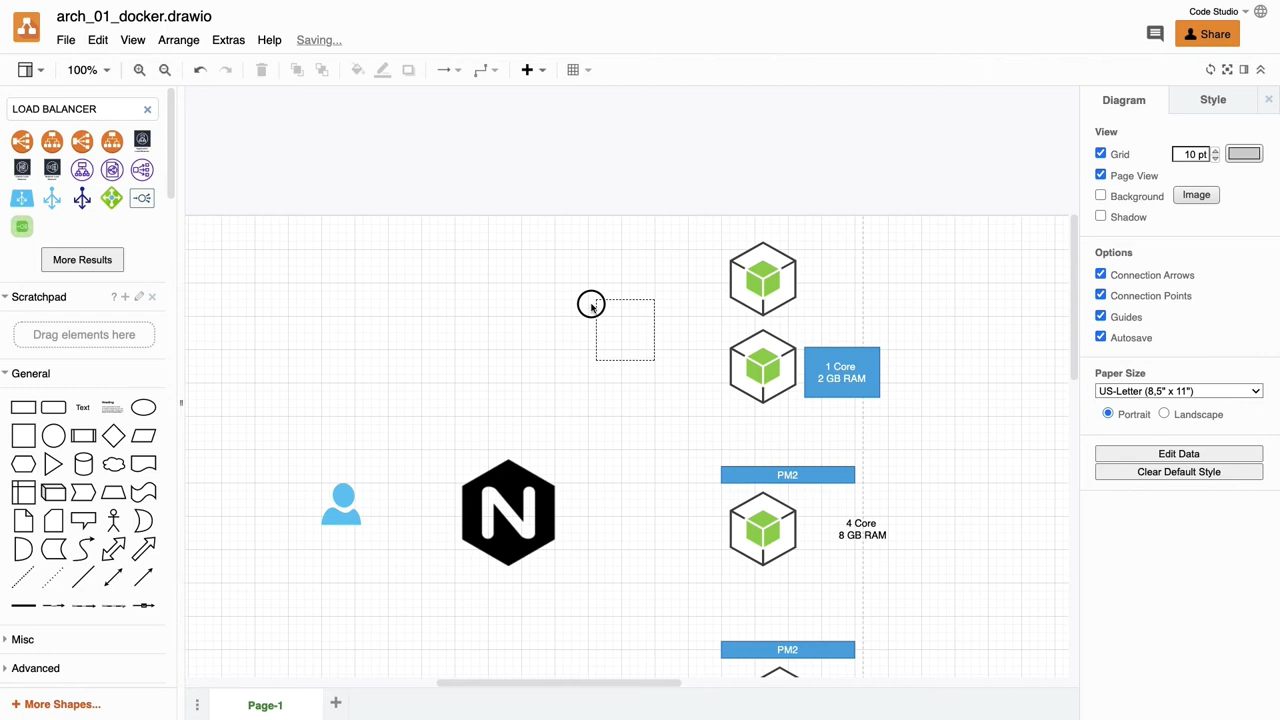 arch_01_docker.drawio
Code Studio
File Edit View Arrange Extras Help Saving...
Share
100%
LOAD BALANCER
More Results
Scratchpad
?
Drag elements here
General
Text
Heading
Misc
Advanced
+ More Shapes...
1 Core
2 GB RAM
PM2
4 Core
8 GB RAM
N
PM2
Page-1
Diagram Style
View
Grid 10 pt
Page View
Background Image
Shadow
Options
Connection Arrows
Connection Points
Guides
Autosave
Paper Size
US-Letter (8,5" x 11")
Portrait Landscape
Edit Data
Clear Default Style